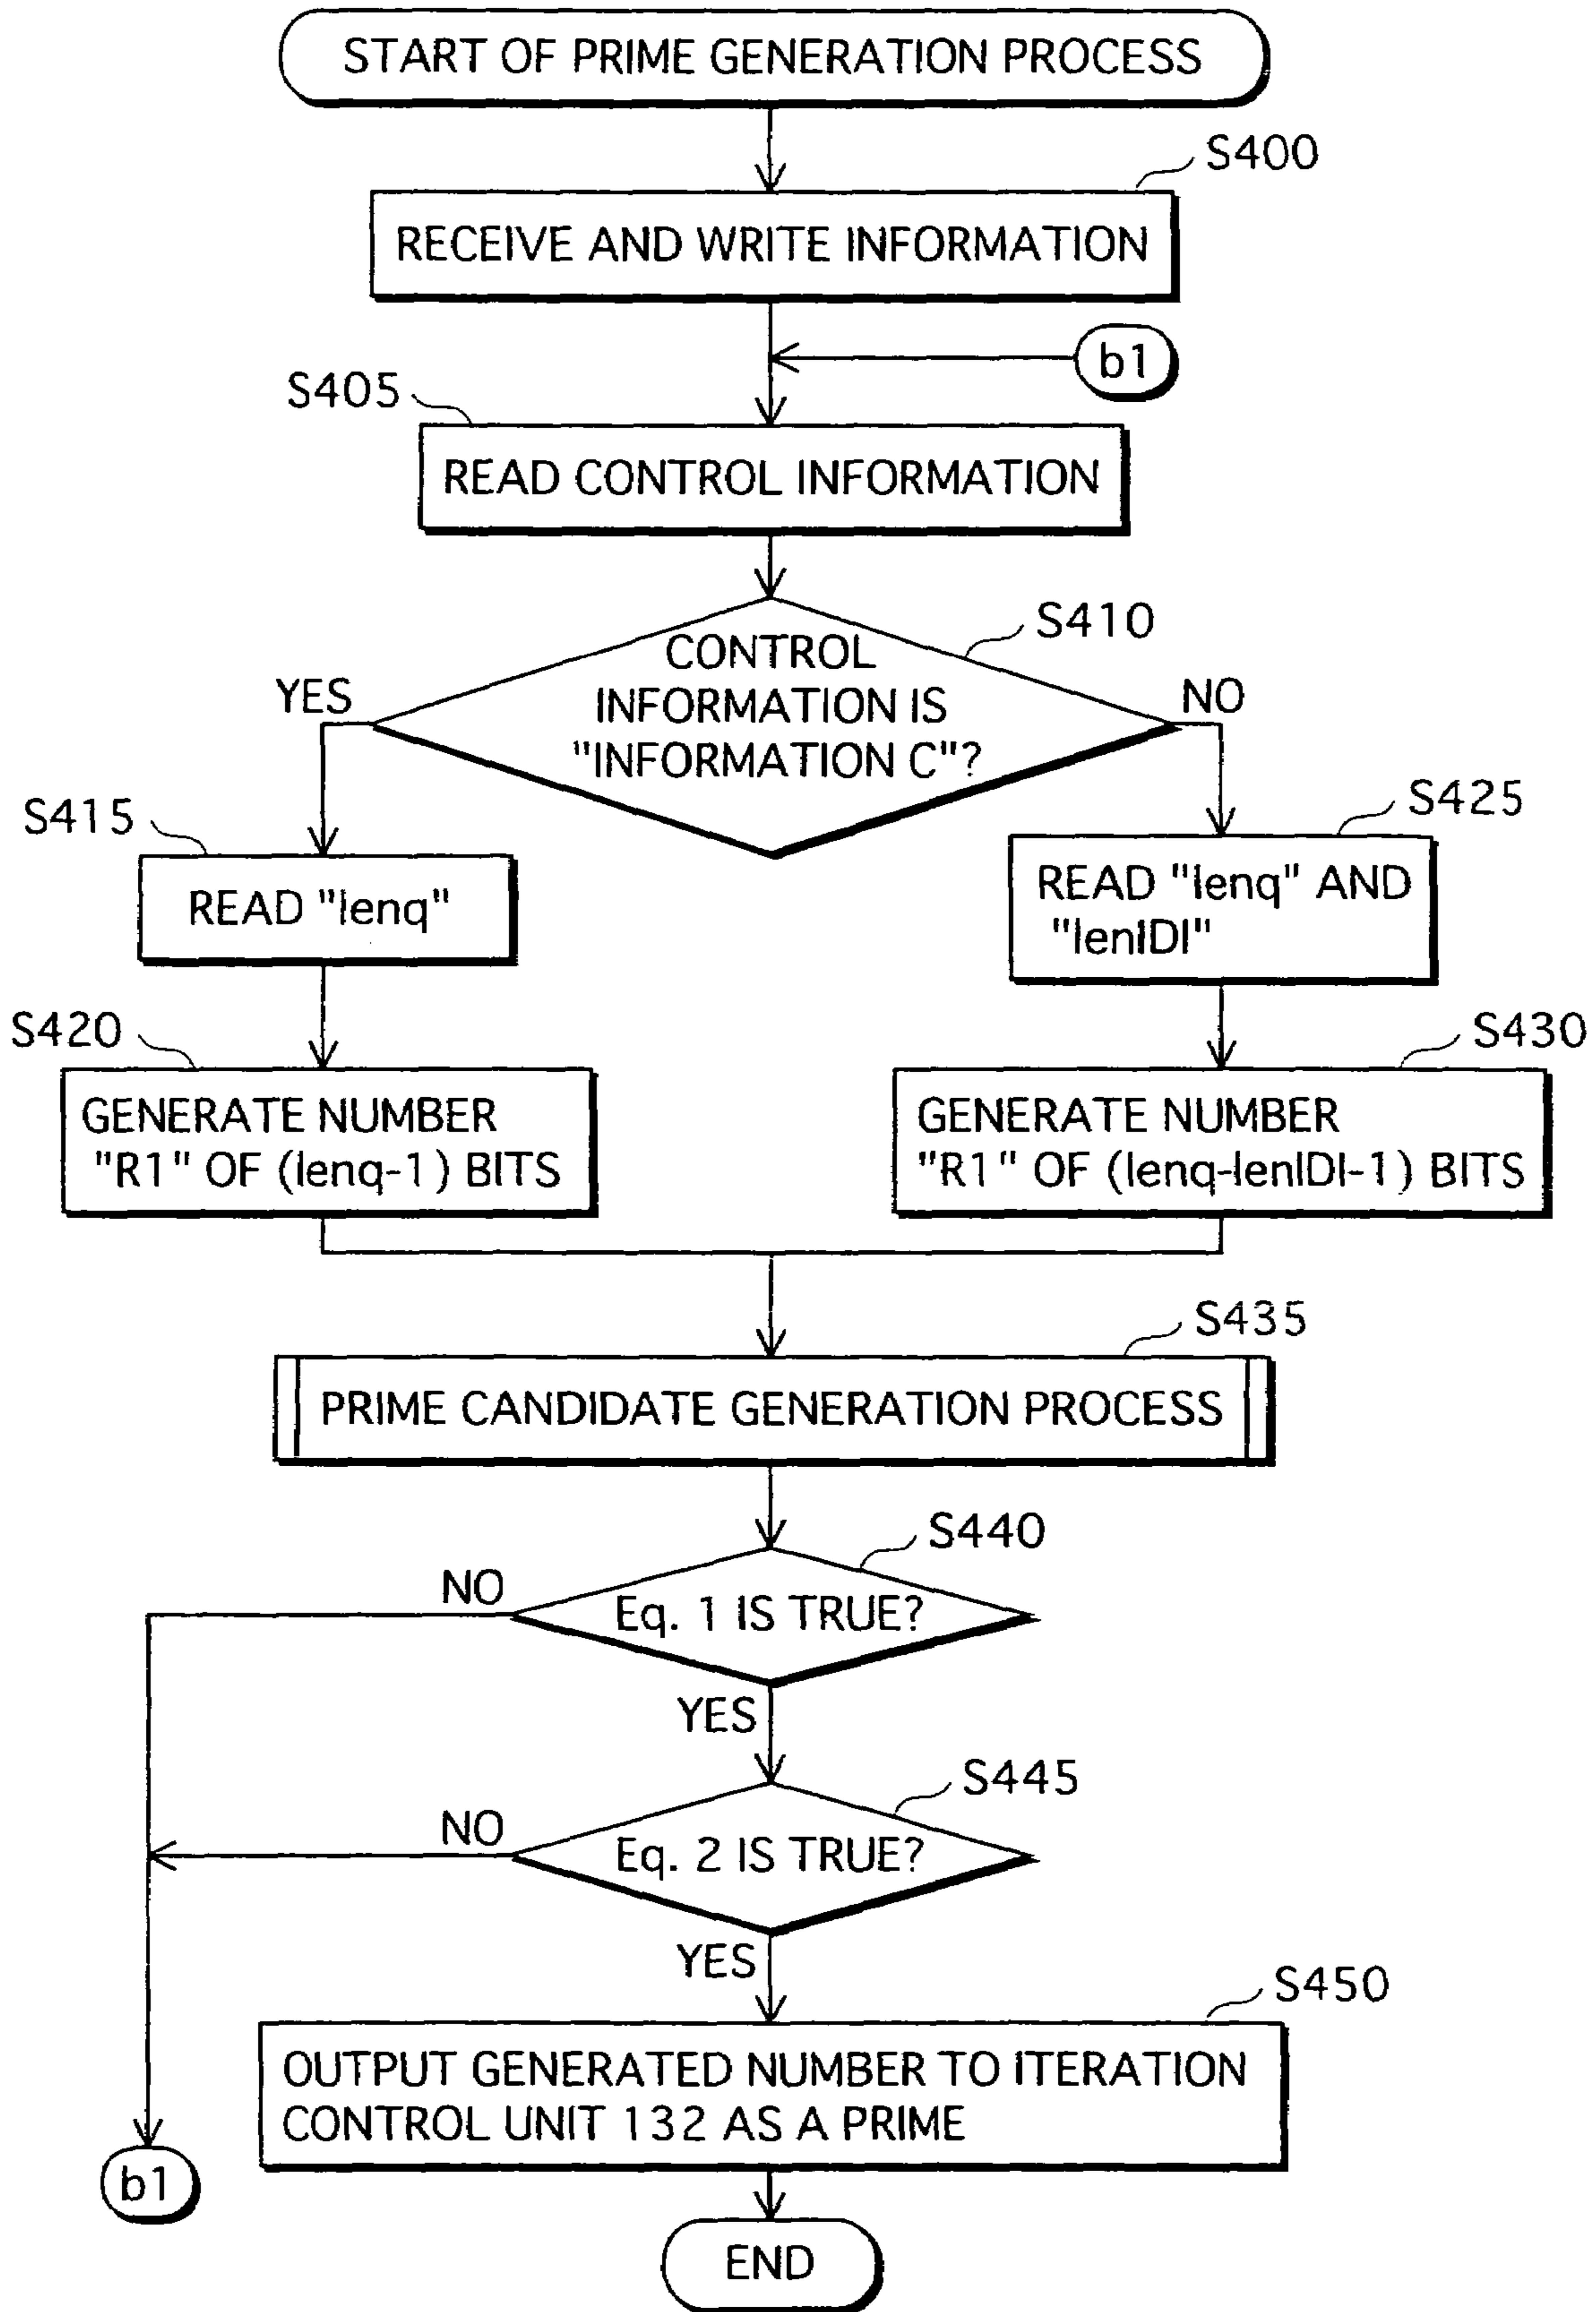 START OF PRIME GENERATION PROCESS
S400
RECEIVE AND WRITE INFORMATION
b1
S405
READ CONTROL INFORMATION
S410
CONTROL
INFORMATION IS
"INFORMATION C"?
YES
NO
S415
READ "lenq"
S425
READ "lenq" AND
"lenIDI"
S420
GENERATE NUMBER
"R1" OF (lenq-1) BITS
S430
GENERATE NUMBER
"R1" OF (lenq-lenIDI-1) BITS
S435
PRIME CANDIDATE GENERATION PROCESS
S440
NO
Eq. 1 IS TRUE?
YES
S445
NO
Eq. 2 IS TRUE?
YES
S450
OUTPUT GENERATED NUMBER TO ITERATION
CONTROL UNIT 132 AS A PRIME
b1
END